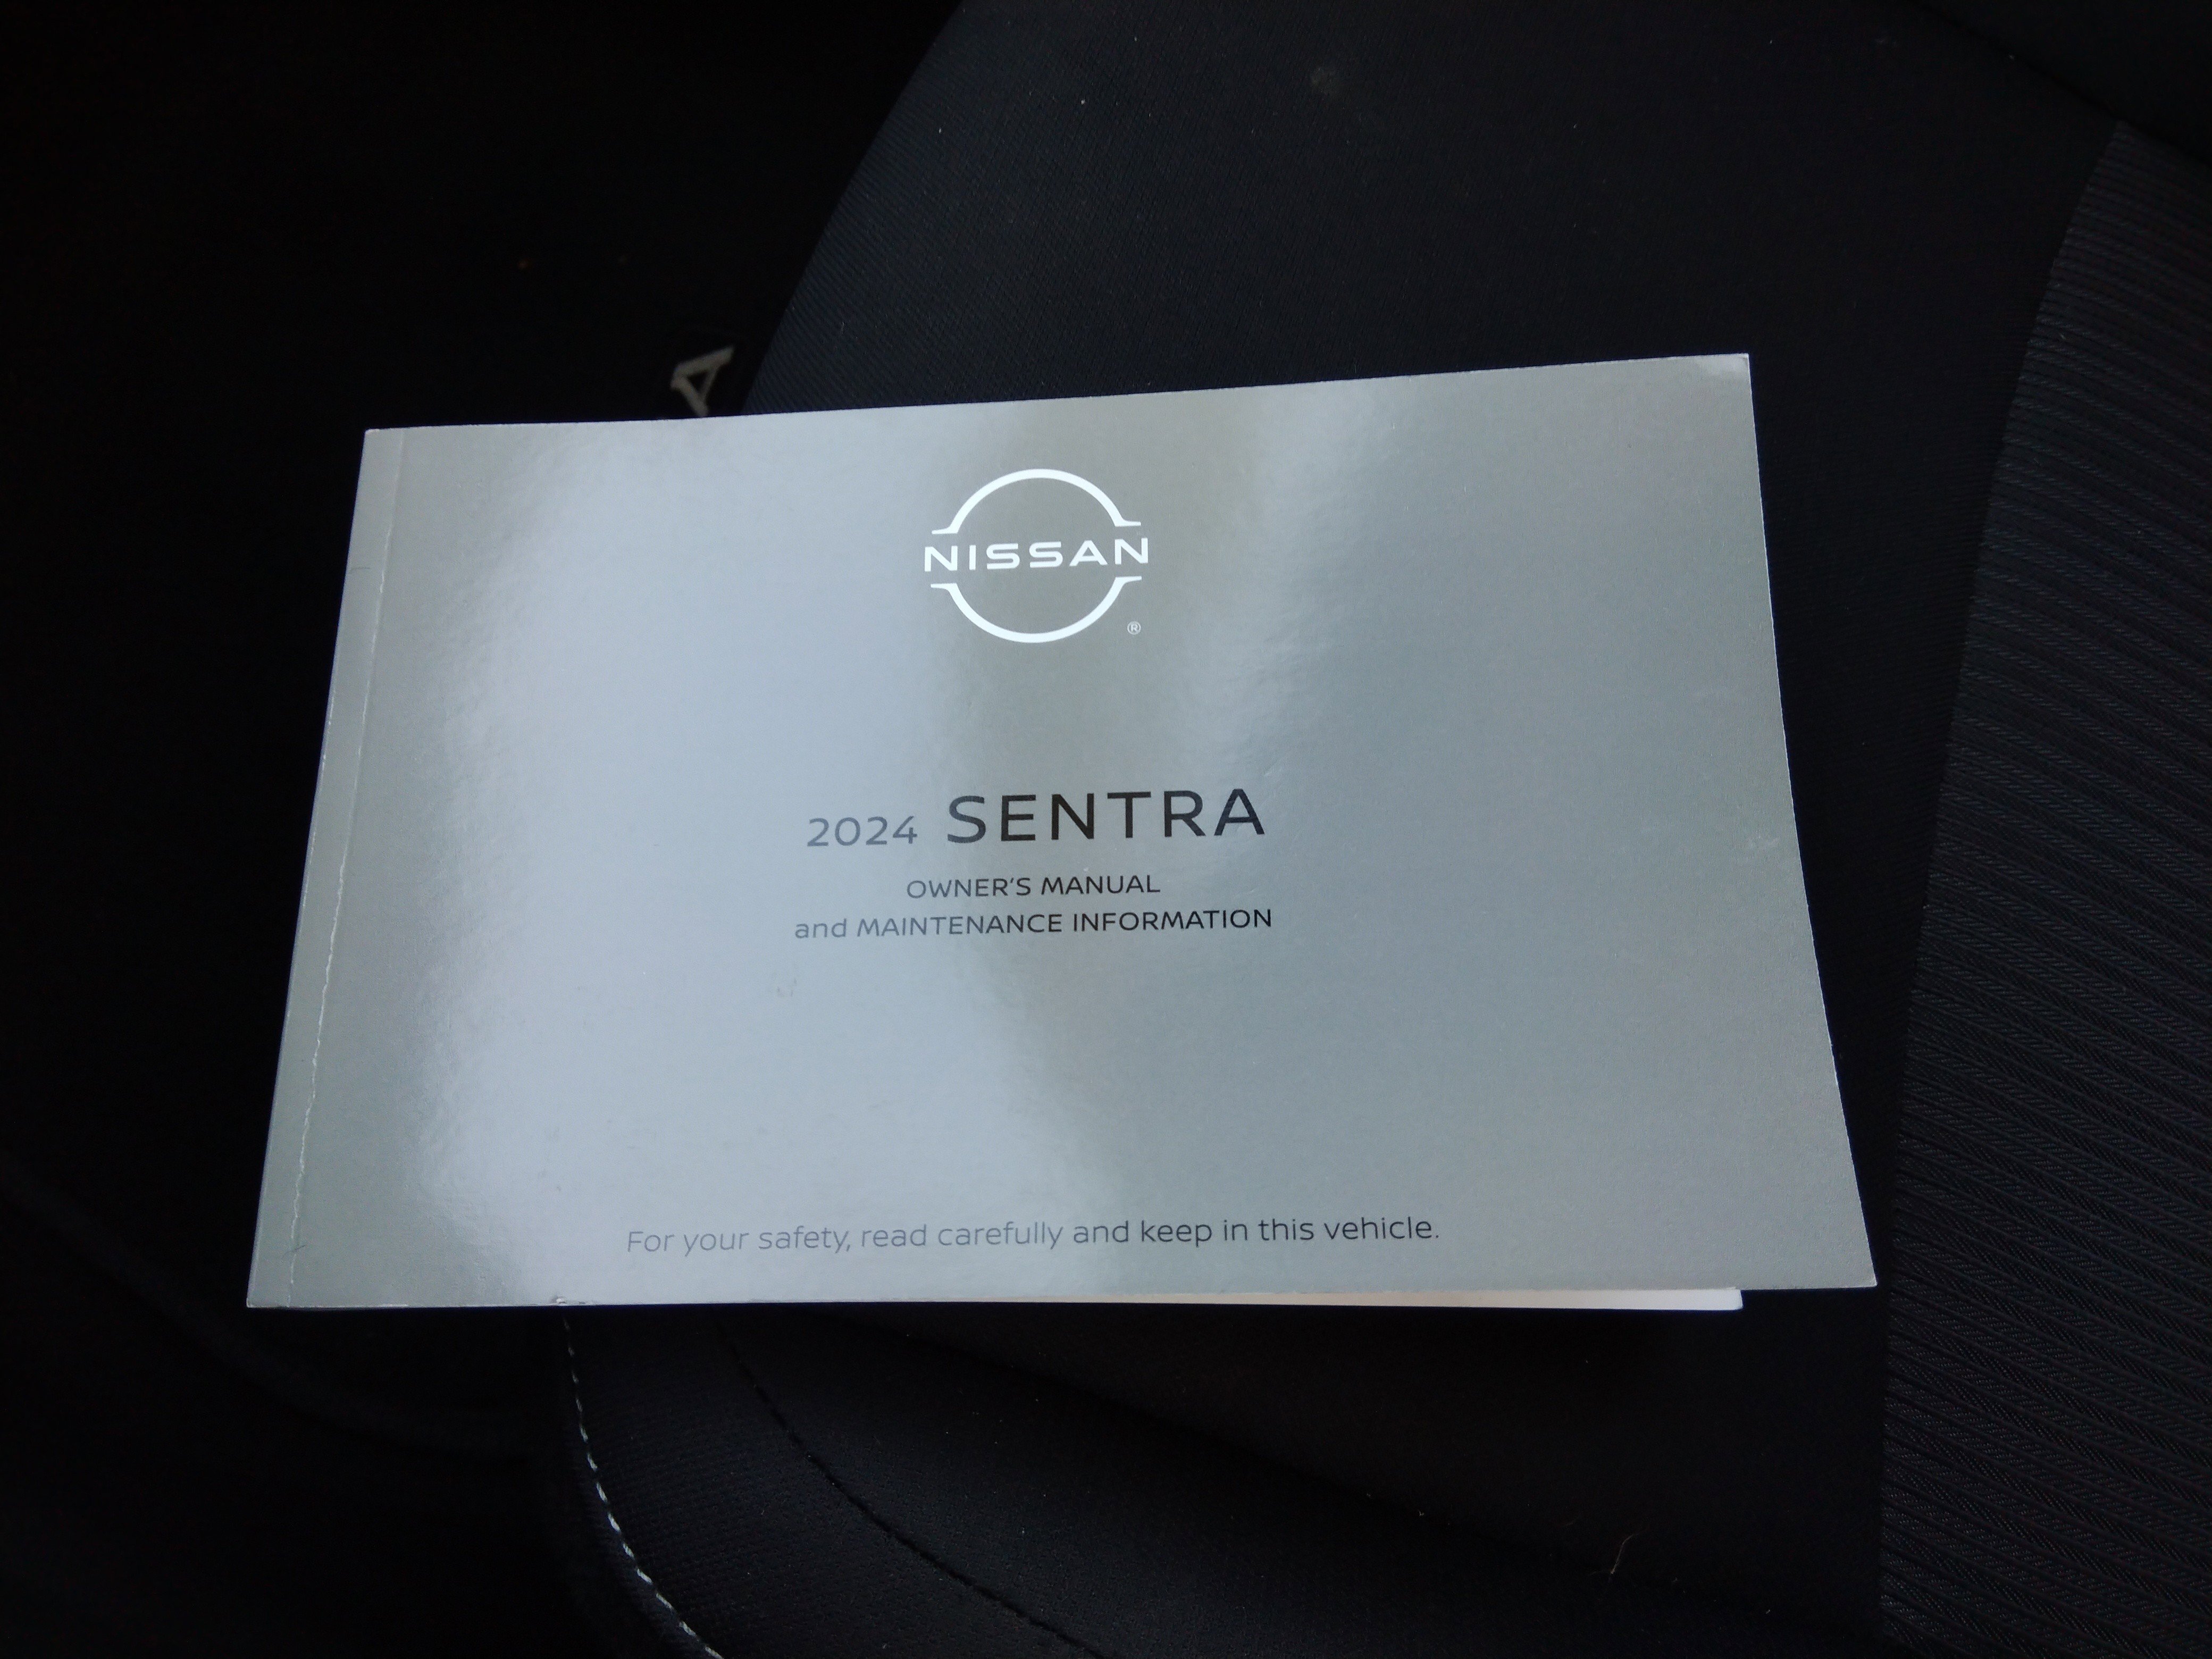 A
NISSAN
®
2024 SENTRA
OWNER'S MANUAL
and MAINTENANCE INFORMATION
For your safety, read carefully and keep in this vehicle.